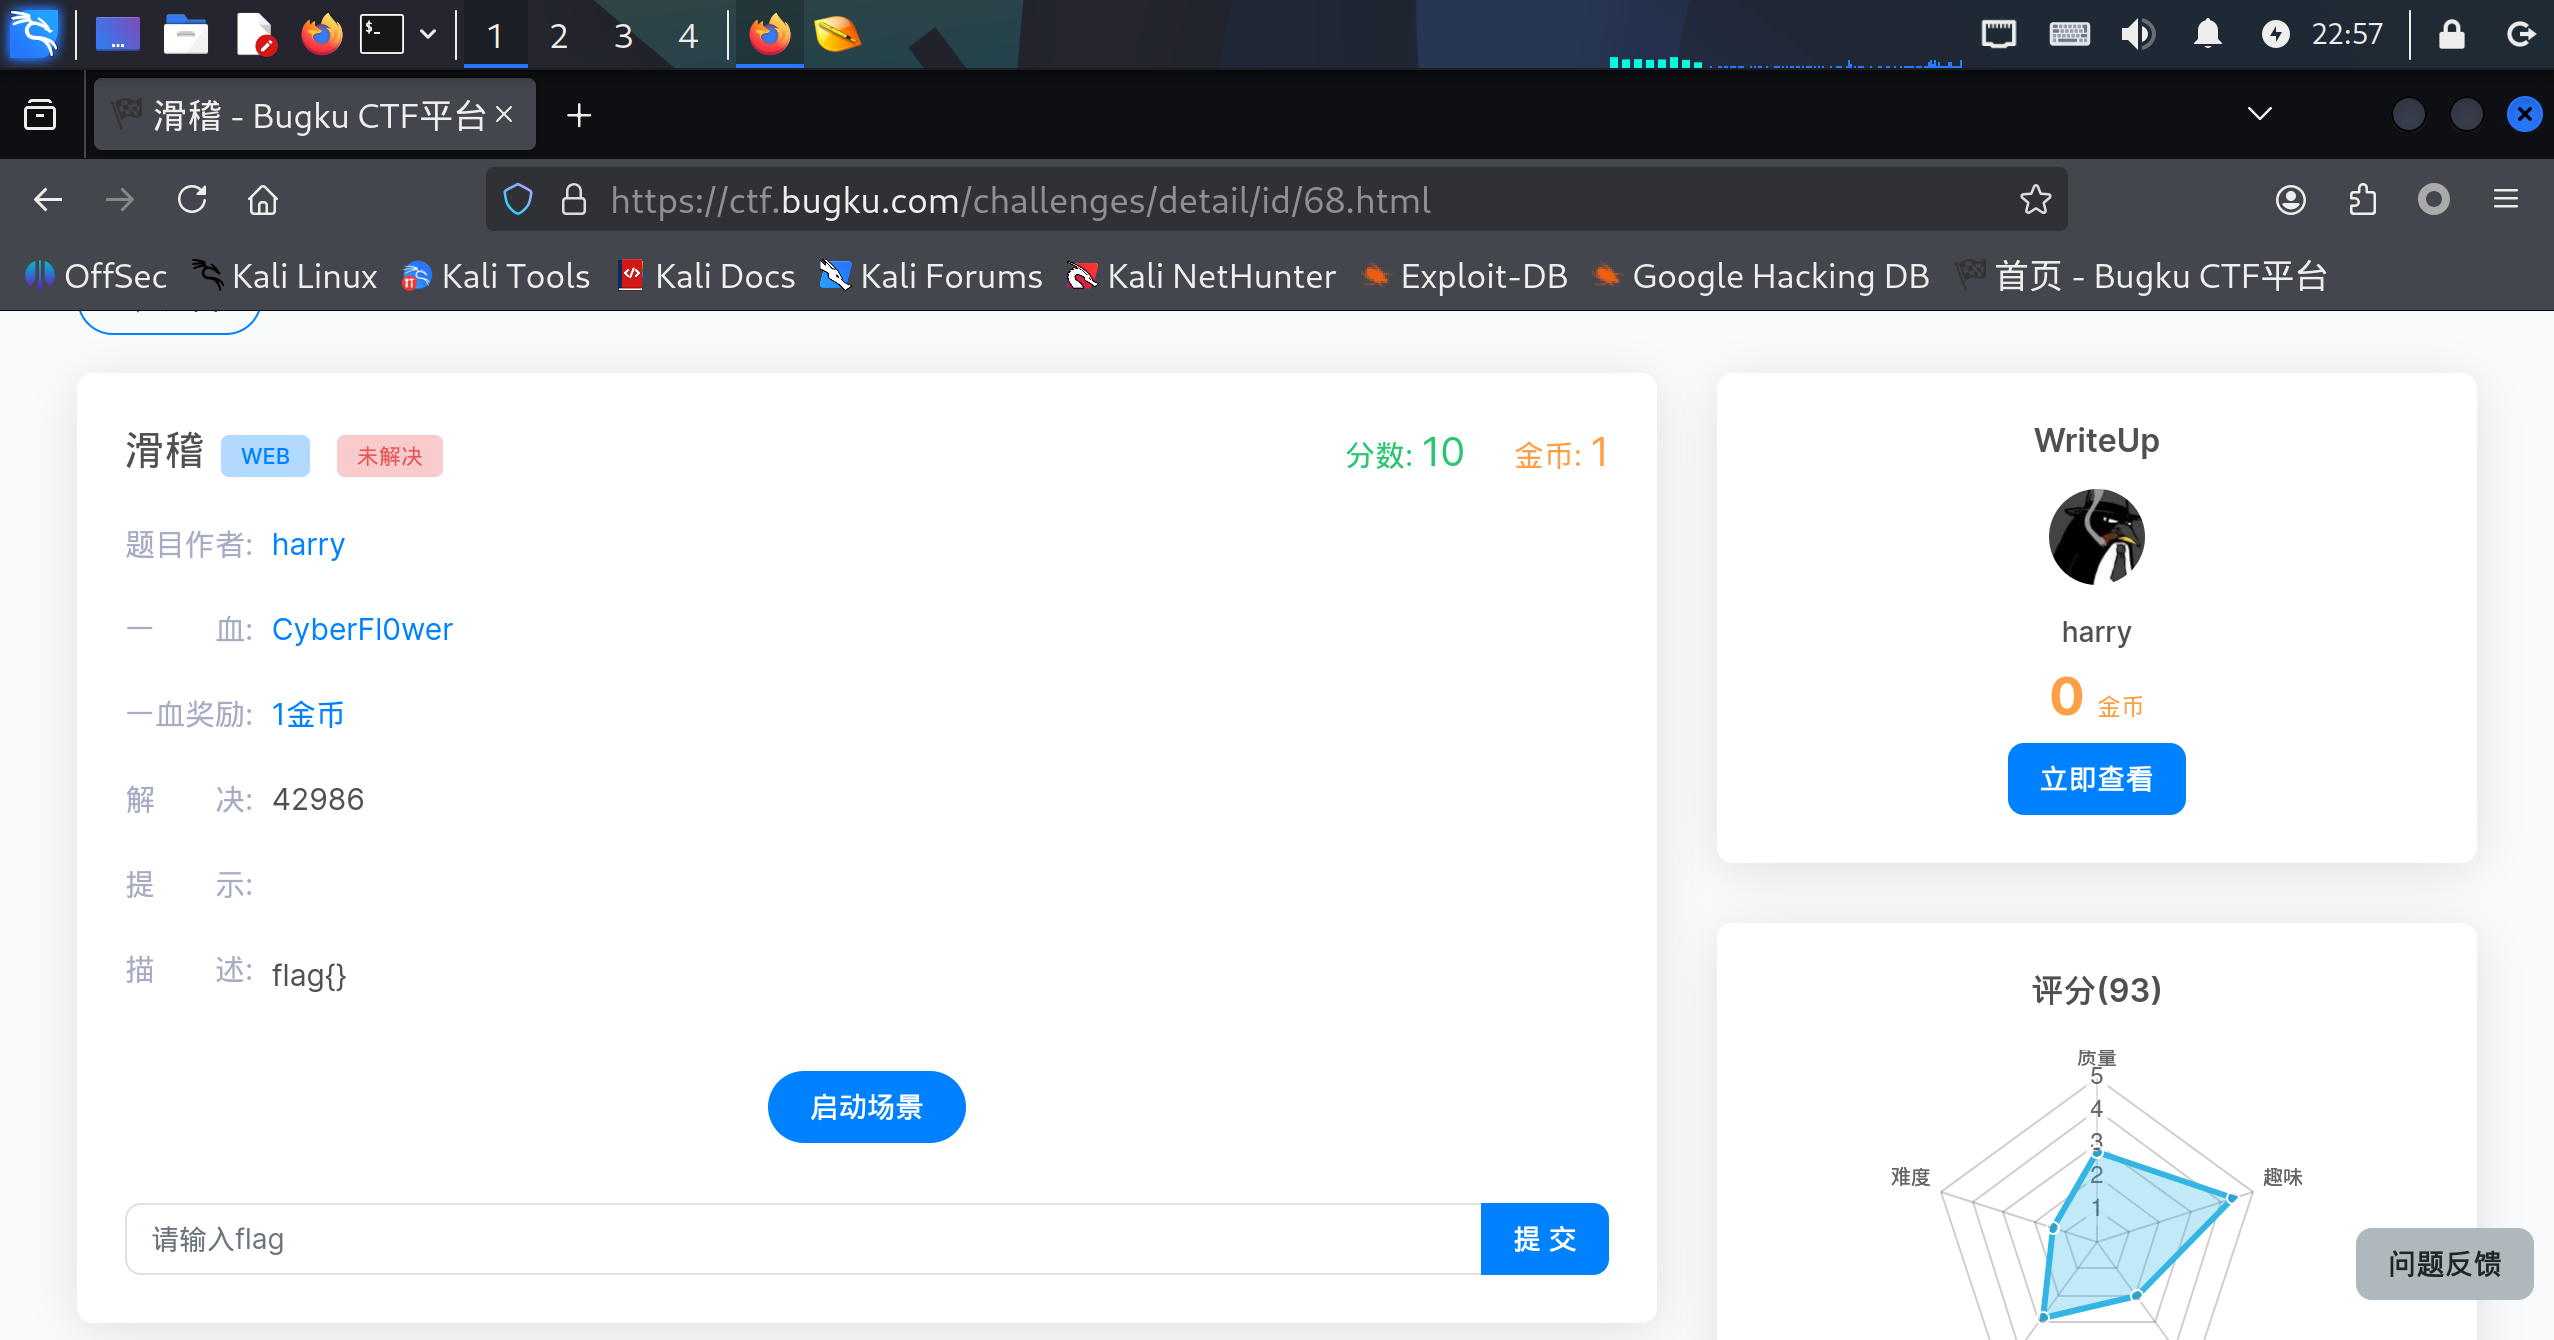 1 2 3 4 22:57
滑稽 - Bugku CTF平台
https://ctf.bugku.com/challenges/detail/id/68.html
OffSec Kali Linux Kali Tools Kali Docs Kali Forums Kali NetHunter Exploit-DB Google Hacking DB 首页 - Bugku CTF平台
滑稽 WEB 未解决 分数: 10 金币: 1
题目作者: harry
一 血: CyberFl0wer
一血奖励: 1金币
解 决: 42986
提 示:
描 述: flag{}
启动场景
请输入flag 提 交
WriteUp
harry
0 金币
立即查看
评分(93)
质量
5
4
3
2
1
难度 趣味
问题反馈